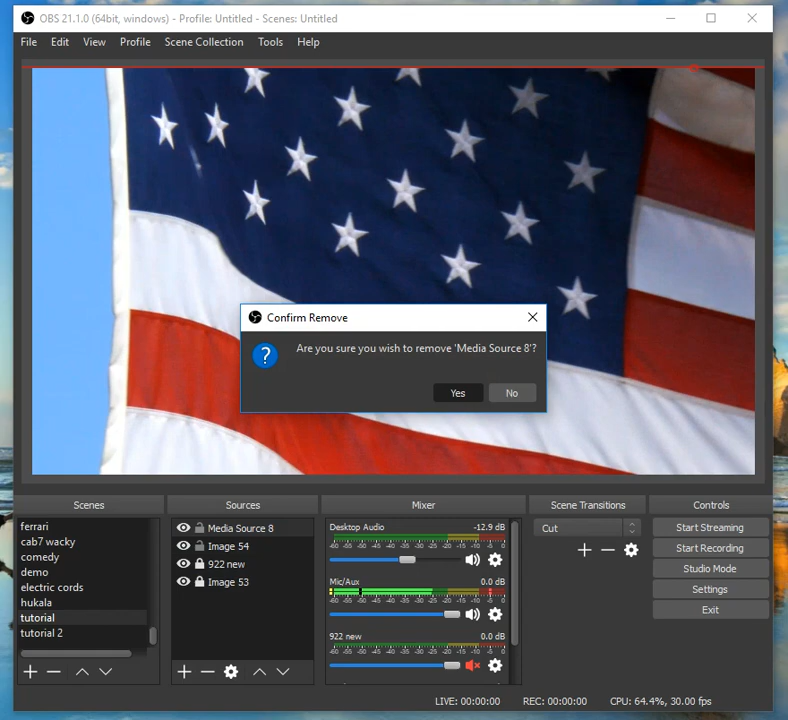 OBS 21.1.0 (64bit, windows) - Profile: Untitled - Scenes: Untitled
File Edit View Profile Scene Collection Tools Help
Confirm Remove
? Are you sure you wish to remove 'Media Source 8'?
Yes No
Scenes
ferrari
cab7 wacky
comedy
demo
electric cords
hukala
tutorial
tutorial 2
Sources
Media Source 8
Image 54
922 new
Image 53
Mixer
Desktop Audio -12.9 dB
-60 -55 -50 -45 -40 -35 -30 -25 -20 -15 -10 -5 0
Mic/Aux 0.0 dB
-60 -55 -50 -45 -40 -35 -30 -25 -20 -15 -10 -5 0
922 new 0.0 dB
-60 -55 -50 -45 -40 -35 -30 -25 -20 -15 -10 -5 0
Scene Transitions
Cut
Controls
Start Streaming
Start Recording
Studio Mode
Settings
Exit
LIVE: 00:00:00 REC: 00:00:00 CPU: 64.4%, 30.00 fps